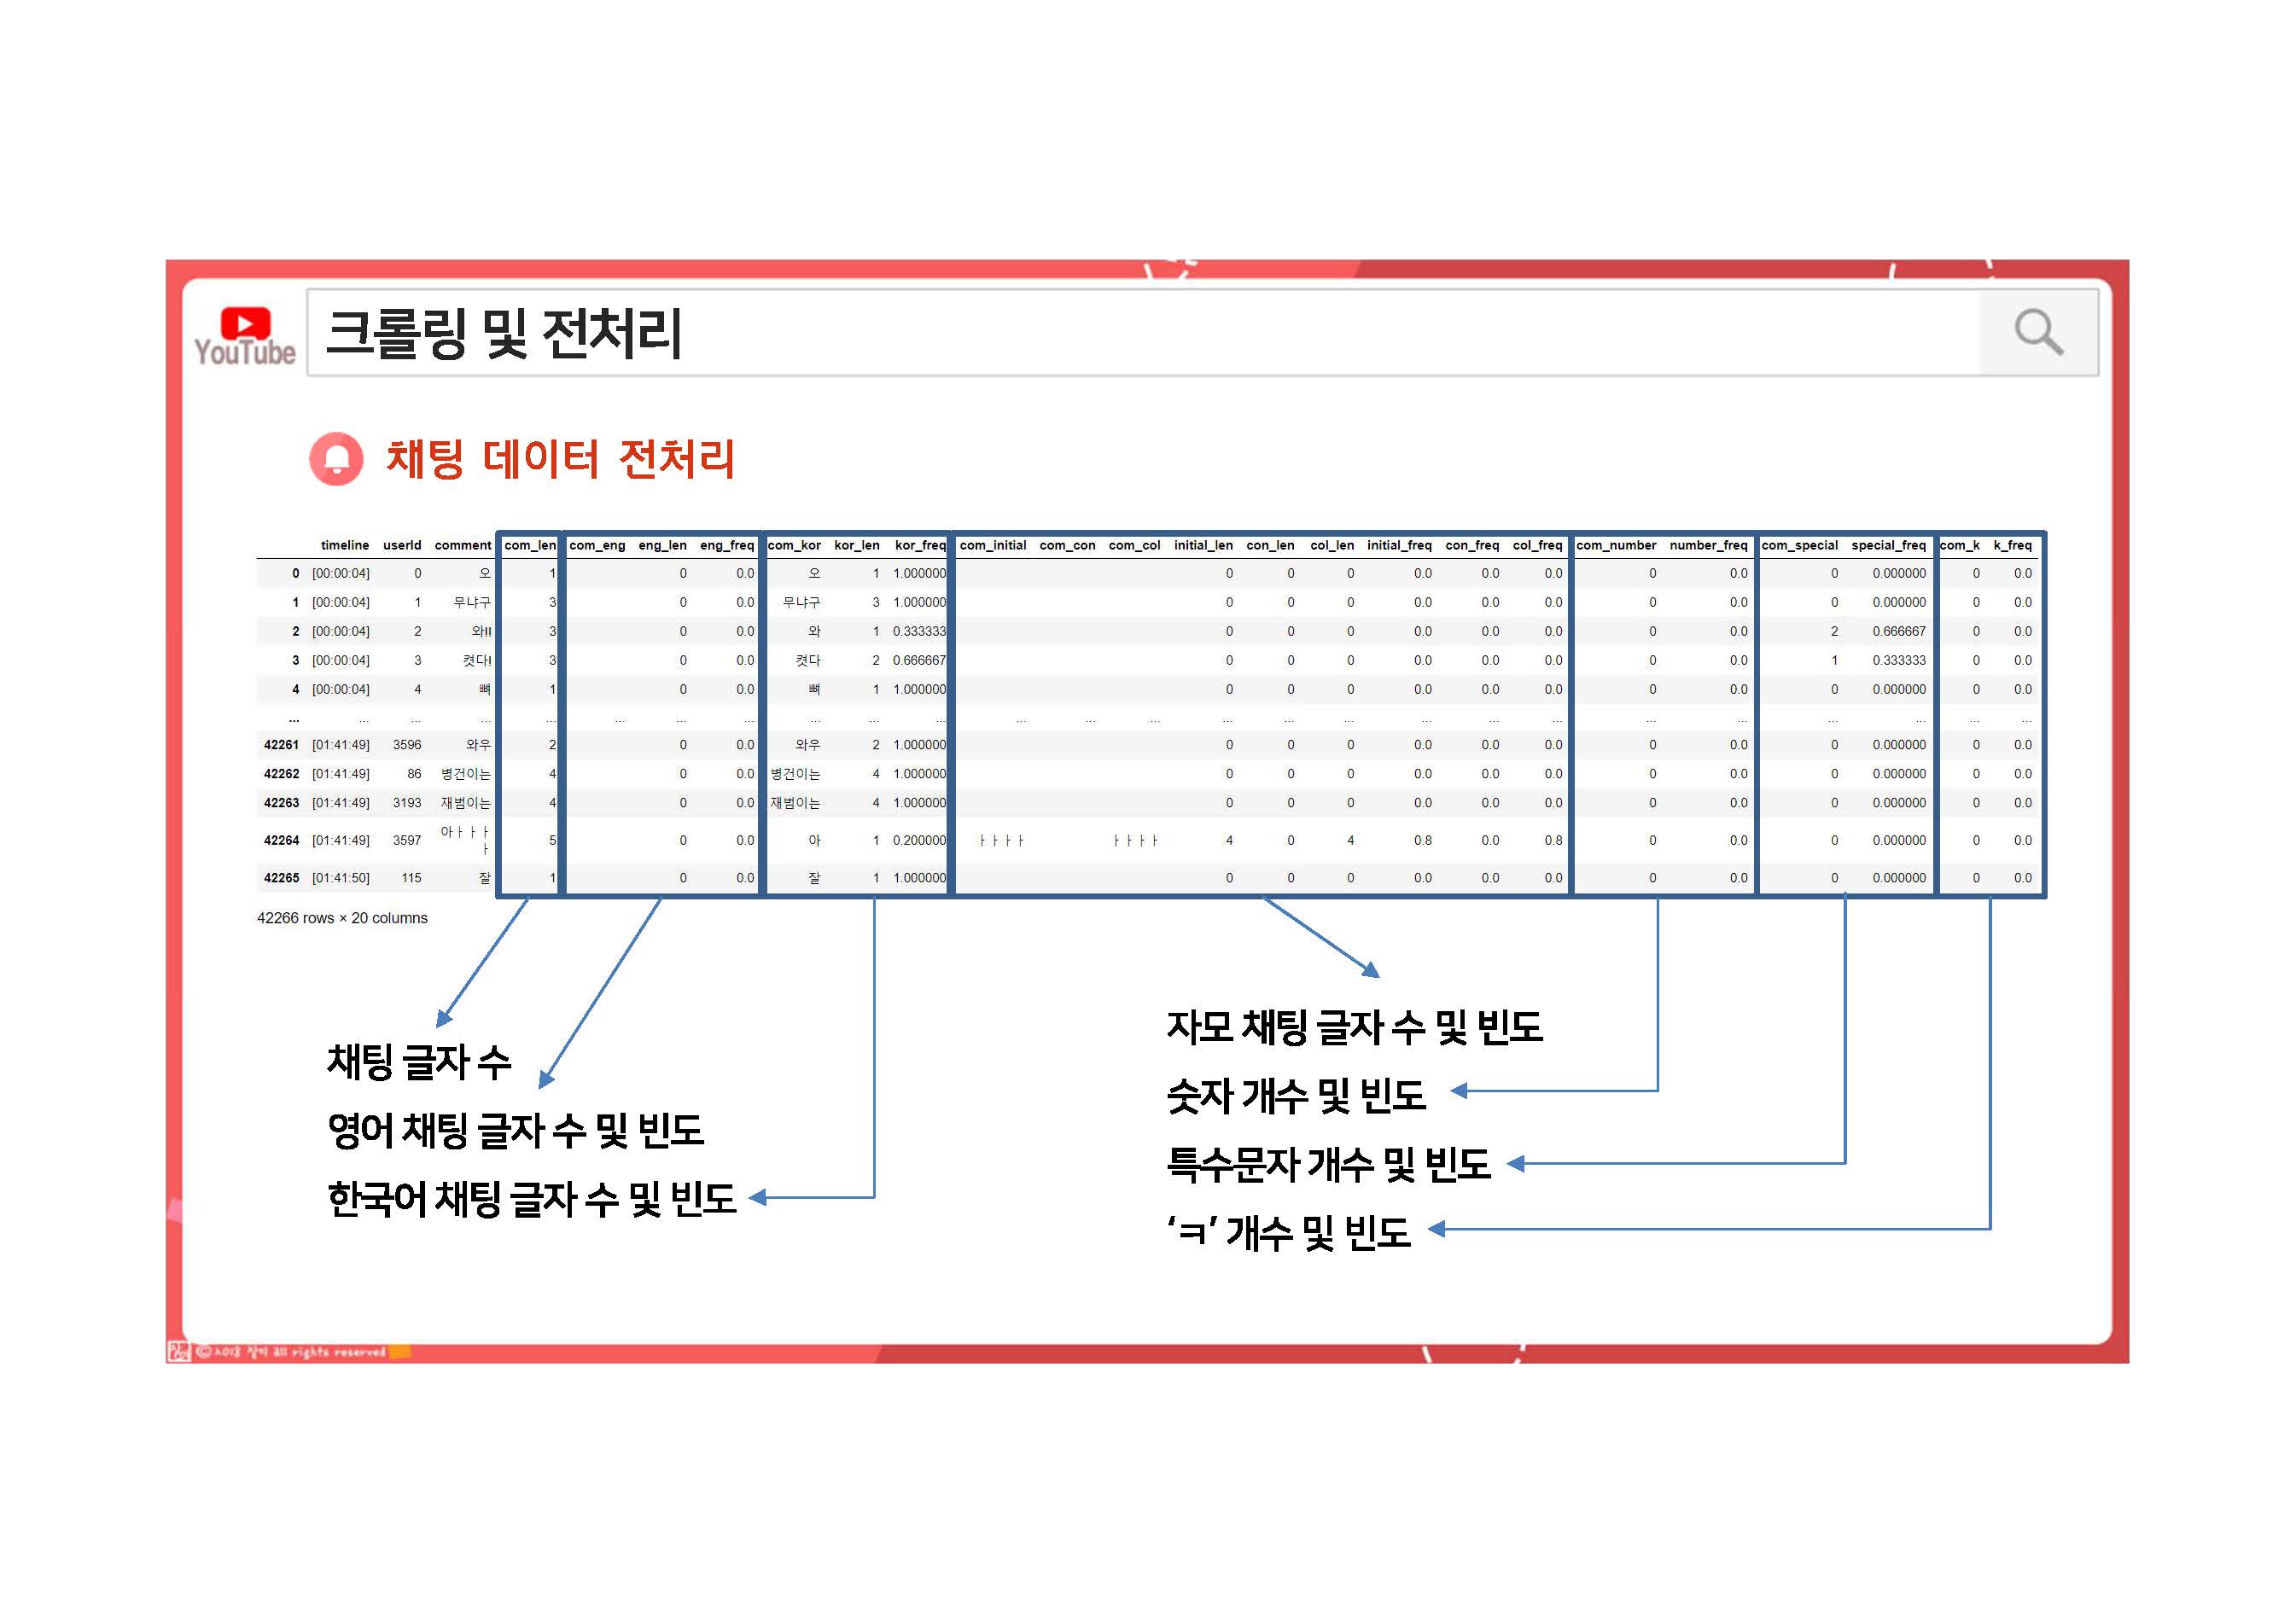 YouTube
크롤링 및 전처리
채팅 데이터 전처리
timeline userId comment com_len com_eng eng_len eng_freq com_kor kor_len kor_freq com_initial com_con com_col initial_len con_len col_len initial_freq con_freq col_freq com_number number_freq com_special special_freq com_k k_freq
0 [00:00:04] 0 오 1 0 0.0 오 1 1.000000 0 0 0 0.0 0.0 0.0 0 0.0 0 0.000000 0 0.0
1 [00:00:04] 1 무냐구 3 0 0.0 무냐구 3 1.000000 0 0 0 0.0 0.0 0.0 0 0.0 0 0.000000 0 0.0
2 [00:00:04] 2 와!! 3 0 0.0 와 1 0.333333 0 0 0 0.0 0.0 0.0 0 0.0 2 0.666667 0 0.0
3 [00:00:04] 3 켯다! 3 0 0.0 켯다 2 0.666667 0 0 0 0.0 0.0 0.0 0 0.0 1 0.333333 0 0.0
4 [00:00:04] 4 뼈 1 0 0.0 뼈 1 1.000000 0 0 0 0.0 0.0 0.0 0 0.0 0 0.000000 0 0.0
... ... ... ... ... ... ... ... ... ... ... ... ... ... ... ... ... ... ... ... ... ... ... ... ... ...
42261 [01:41:49] 3596 와우 2 0 0.0 와우 2 1.000000 0 0 0 0.0 0.0 0.0 0 0.0 0 0.000000 0 0.0
42262 [01:41:49] 86 병건이는 4 0 0.0 병건이는 4 1.000000 0 0 0 0.0 0.0 0.0 0 0.0 0 0.000000 0 0.0
42263 [01:41:49] 3193 재범이는 4 0 0.0 재범이는 4 1.000000 0 0 0 0.0 0.0 0.0 0 0.0 0 0.000000 0 0.0
42264 [01:41:49] 3597 아ㅏㅏㅏㅏ 5 0 0.0 아 1 0.200000 ㅏㅏㅏㅏ ㅏㅏㅏㅏ 4 0 4 0.8 0.0 0.8 0 0.0 0 0.000000 0 0.0
42265 [01:41:50] 115 잘 1 0 0.0 잘 1 1.000000 0 0 0 0.0 0.0 0.0 0 0.0 0 0.000000 0 0.0
42266 rows × 20 columns
채팅 글자 수
영어 채팅 글자 수 및 빈도
한국어 채팅 글자 수 및 빈도
자모 채팅 글자 수 및 빈도
숫자 개수 및 빈도
특수문자 개수 및 빈도
‘ㅋ’ 개수 및 빈도
rights reserved